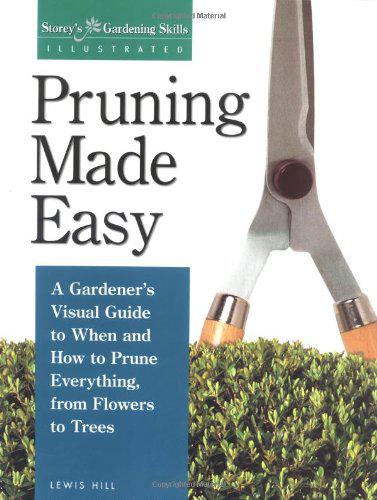 Storey's Gardening Skills
ILLUSTRATED
Pruning
Made
Easy
A Gardener's
Visual Guide
to When and
How to Prune
Everything,
from Flowers
to Trees
LEWIS HILL